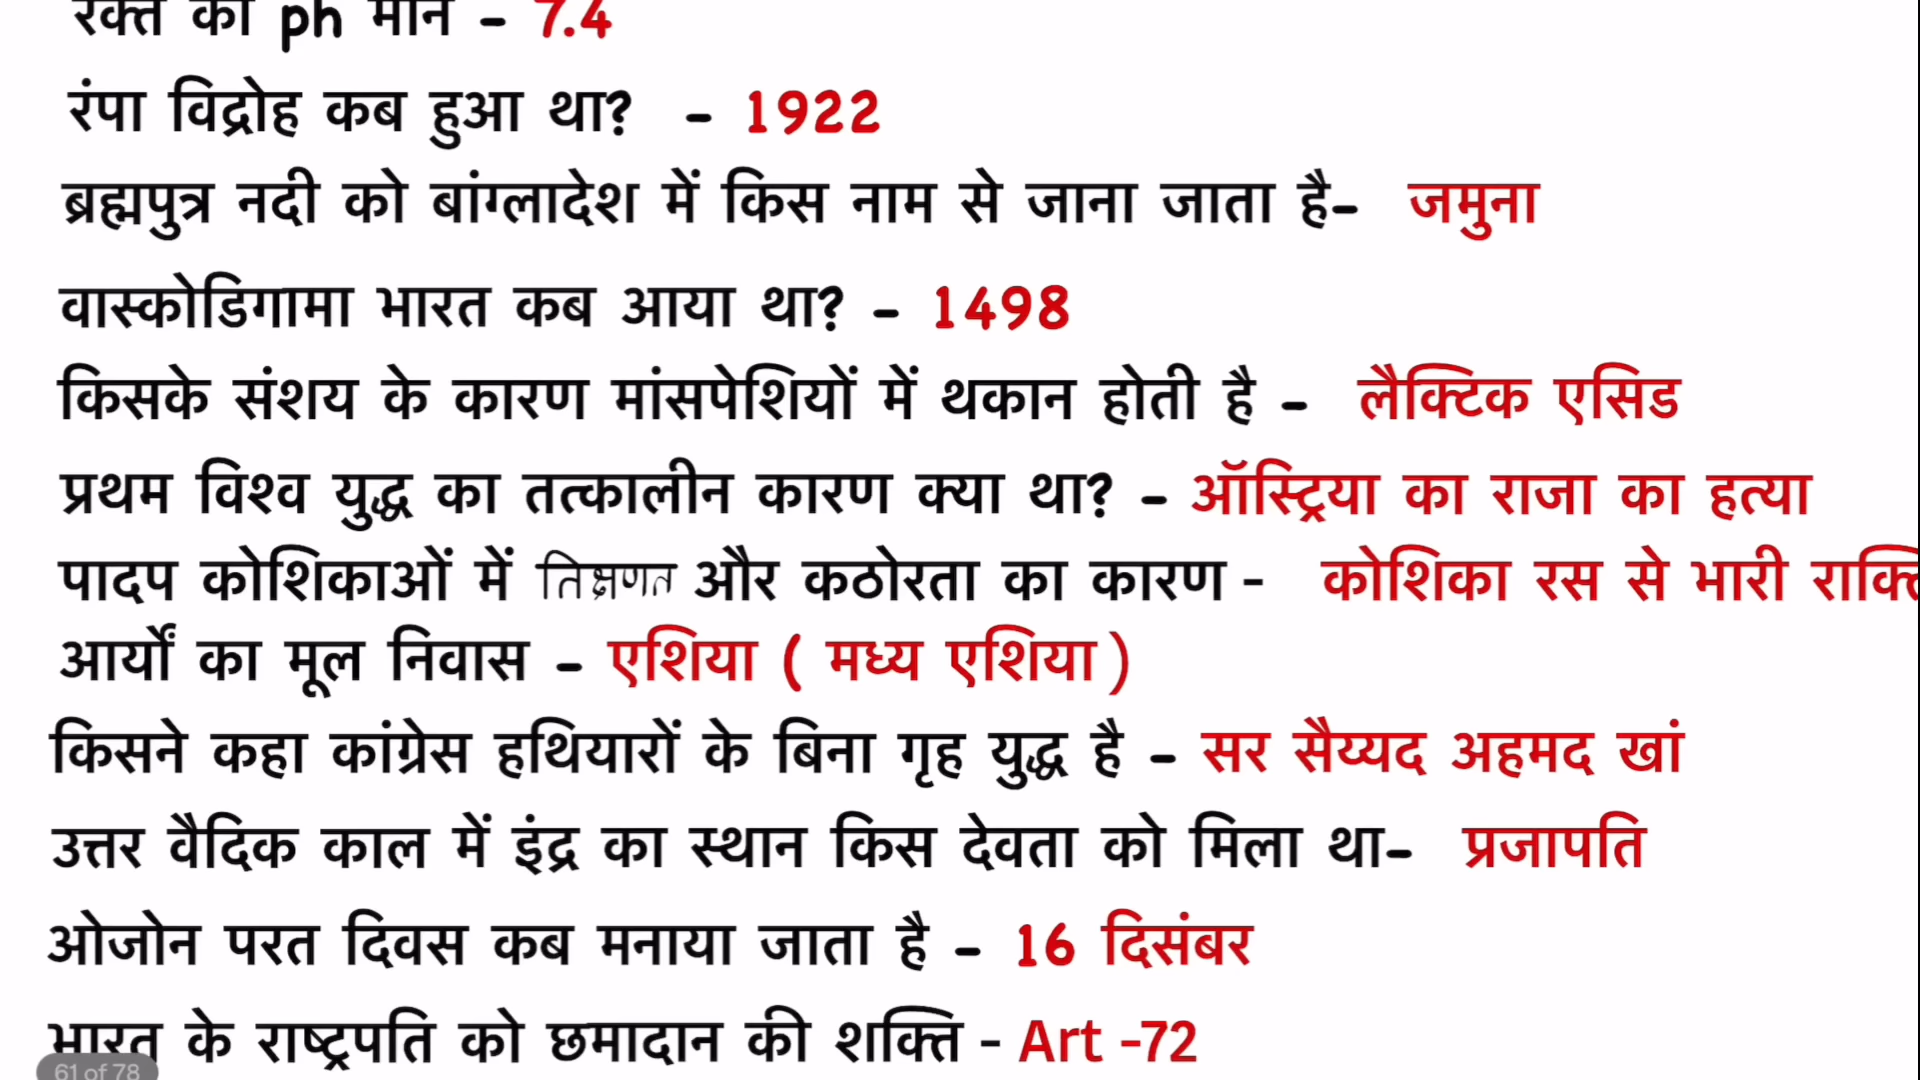 रक्त का ph मान - 7.4
रंपा विद्रोह कब हुआ था? - 1922
ब्रह्मपुत्र नदी को बांग्लादेश में किस नाम से जाना जाता है- जमुना
वास्कोडिगामा भारत कब आया था? - 1498
किसके संशय के कारण मांसपेशियों में थकान होती है - लैक्टिक एसिड
प्रथम विश्व युद्ध का तत्कालीन कारण क्या था? - ऑस्ट्रिया का राजा का हत्या
पादप कोशिकाओं में तिक्षणत और कठोरता का कारण - कोशिका रस से भारी
आर्यों का मूल निवास - एशिया ( मध्य एशिया )
किसने कहा कांग्रेस हथियारों के बिना गृह युद्ध है - सर सैय्यद अहमद खां
उत्तर वैदिक काल में इंद्र का स्थान किस देवता को मिला था- प्रजापति
ओजोन परत दिवस कब मनाया जाता है - 16 दिसंबर
भारत के राष्ट्रपति को छमादान की शक्ति - Art -72
61 of 78